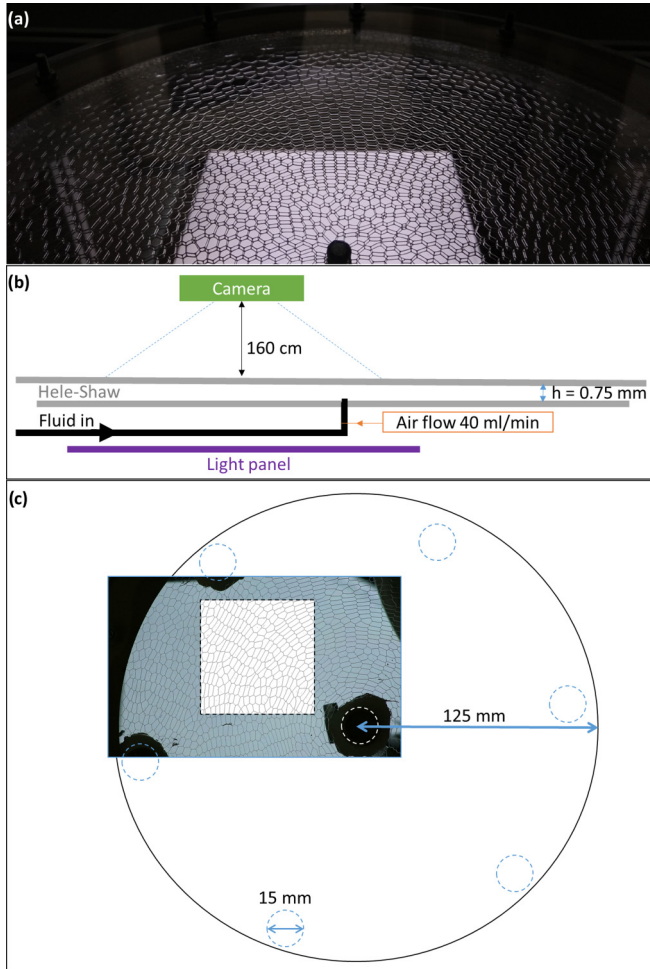 (a)
(b)
Camera
160 cm
Hele-Shaw
h = 0.75 mm
Fluid in
Air flow 40 ml/min
Light panel
(c)
125 mm
15 mm